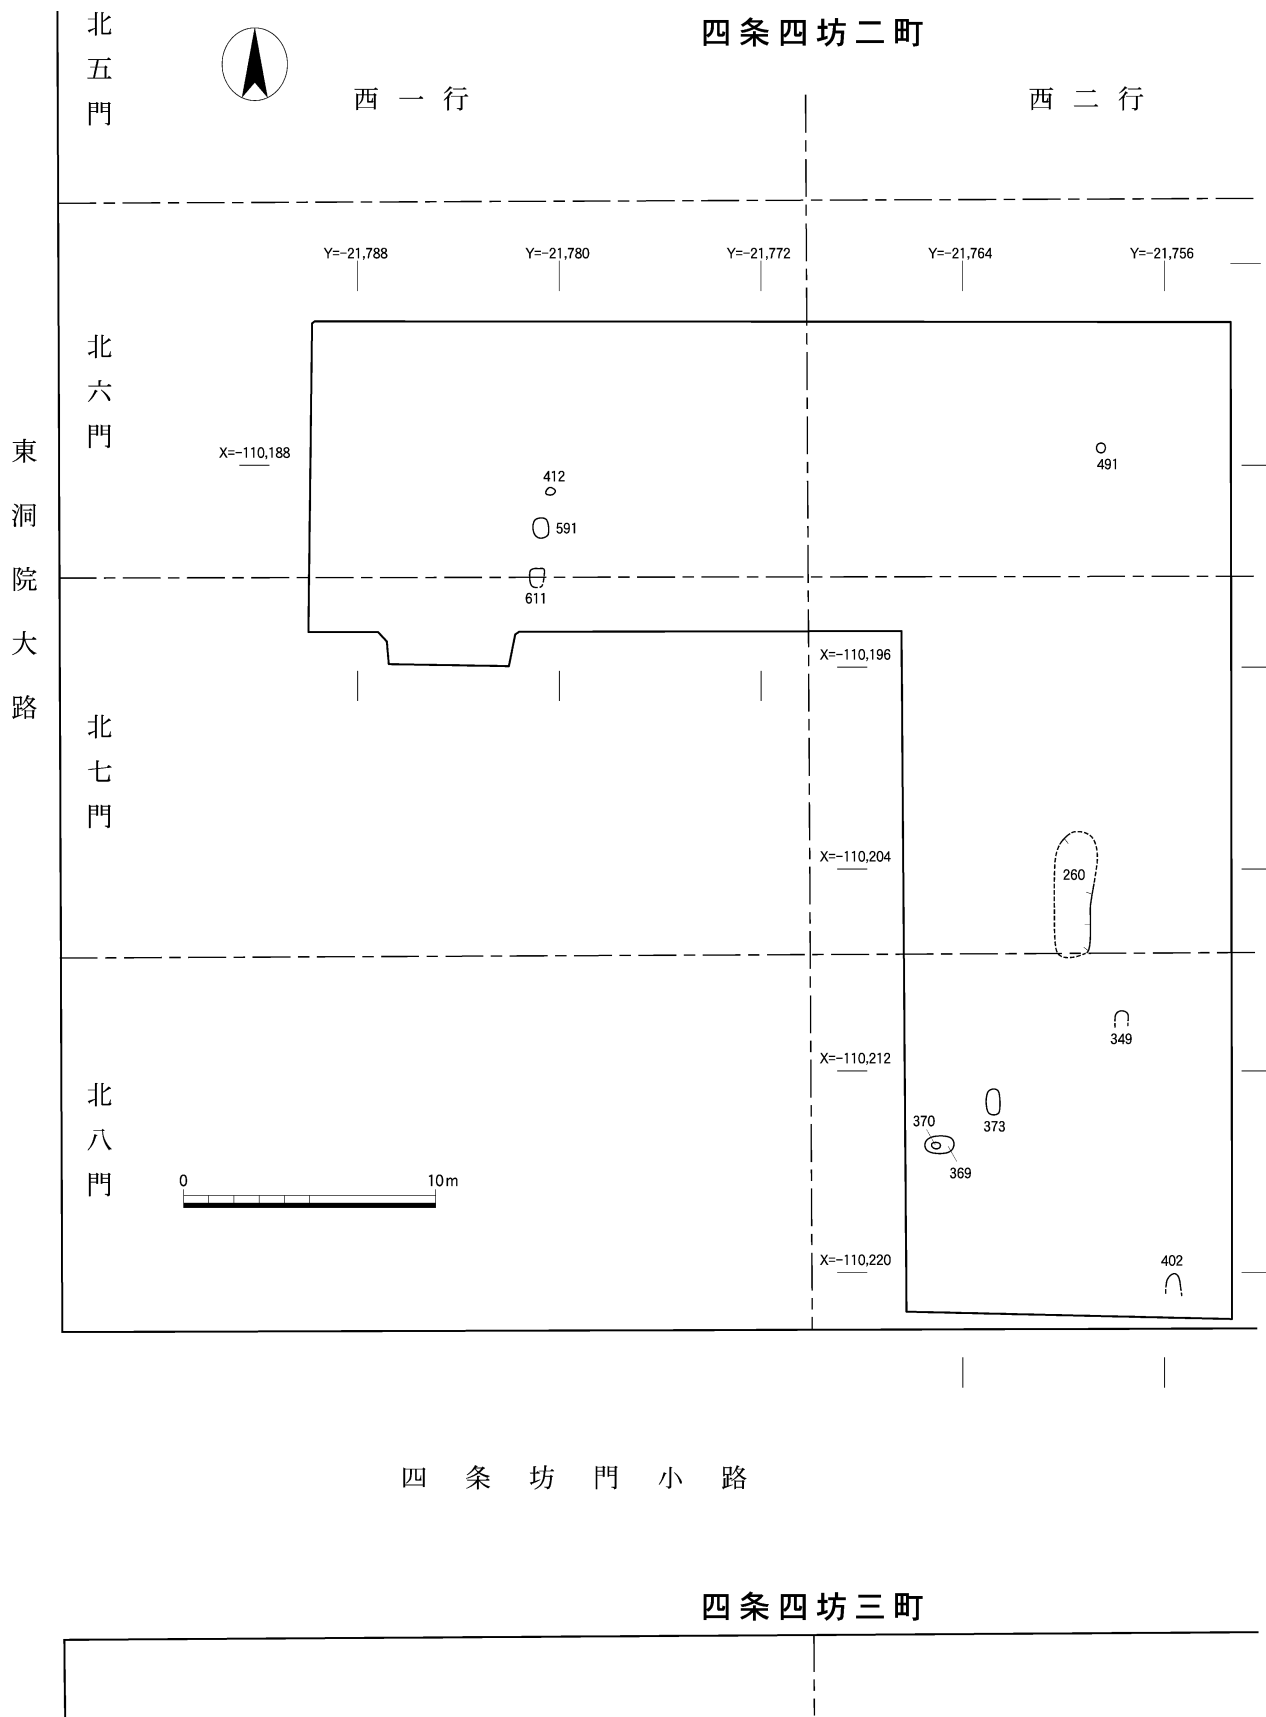 四条四坊二町
北五門
西一行
西二行
Y=-21,788
Y=-21,780
Y=-21,772
Y=-21,764
Y=-21,756
北六門
東洞院大路
X=-110,188
412
591
611
491
X=-110,196
北七門
X=-110,204
260
349
X=-110,212
北八門
370
373
369
0
10m
X=-110,220
402
四条坊門小路
四条四坊三町